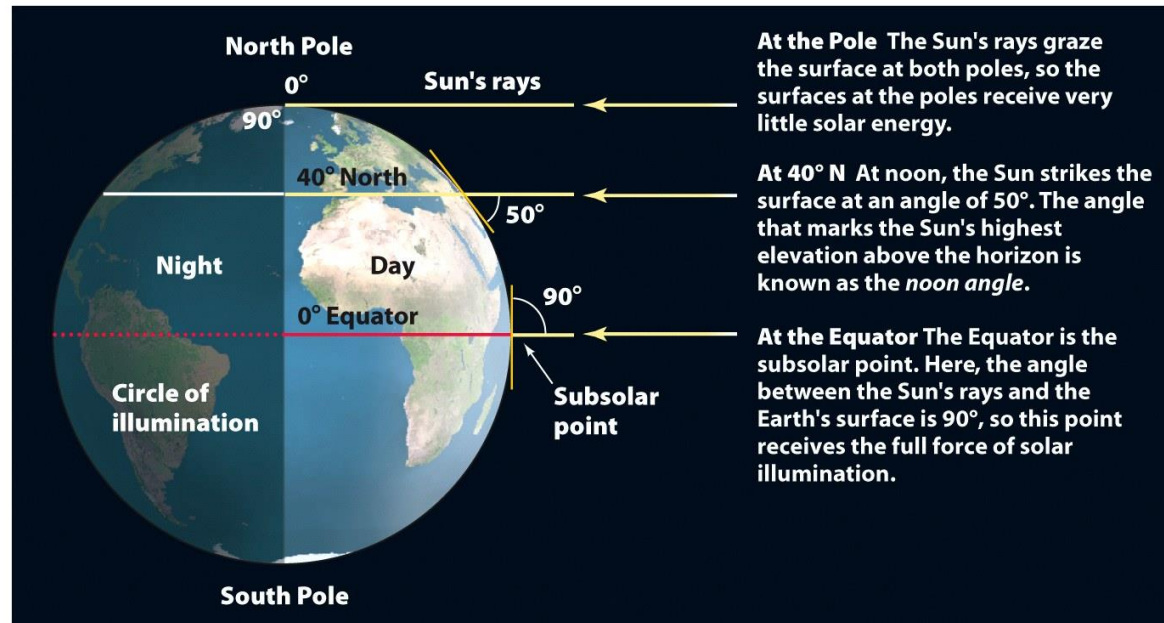 North Pole
0°
Sun's rays
90°
40° North
50°
Night
Day
90°
0° Equator
Circle of
illumination
Subsolar
point
South Pole
At the Pole The Sun's rays graze
the surface at both poles, so the
surfaces at the poles receive very
little solar energy.
At 40° N At noon, the Sun strikes the
surface at an angle of 50°. The angle
that marks the Sun's highest
elevation above the horizon is
known as the noon angle.
At the Equator The Equator is the
subsolar point. Here, the angle
between the Sun's rays and the
Earth's surface is 90°, so this point
receives the full force of solar
illumination.